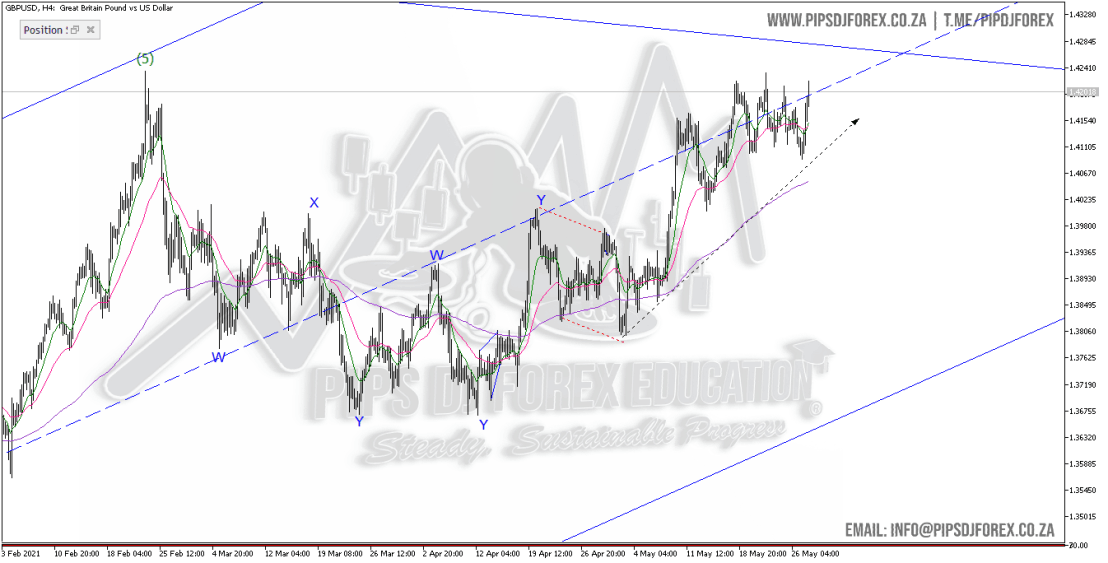 GBPUSD, H4: Great Britain Pound vs US Dollar
WWW.PIPSDJFOREX.CO.ZA | T.ME/PIPDJFOREX
Position
(5)
X
W
W
Y
Y
Y
PIPS DJ FOREX EDUCATION
Steady, Sustainable Progress
EMAIL: INFO@PIPSDJFOREX.CO.ZA
1.43280
1.42845
1.42410
1.42010
1.41540
1.41105
1.40670
1.40235
1.39800
1.39365
1.38930
1.38495
1.38060
1.37625
1.37190
1.36755
1.36320
1.35885
1.35450
1.35015
3 Feb 2021
10 Feb 20:00
18 Feb 04:00
25 Feb 12:00
4 Mar 20:00
12 Mar 04:00
19 Mar 08:00
26 Mar 12:00
2 Apr 20:00
12 Apr 04:00
19 Apr 12:00
26 Apr 20:00
4 May 04:00
11 May 12:00
18 May 20:00
26 May 04:00